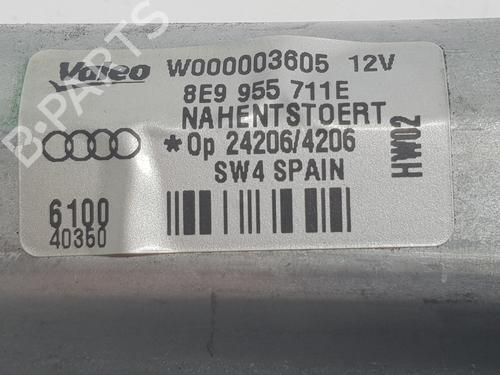 Valeo W000003605 12V
8E9 955 711E
NAHENTSTOERT
*Op 24206/4206
SW4 SPAIN
HW02
6100
40350
B-PARTS